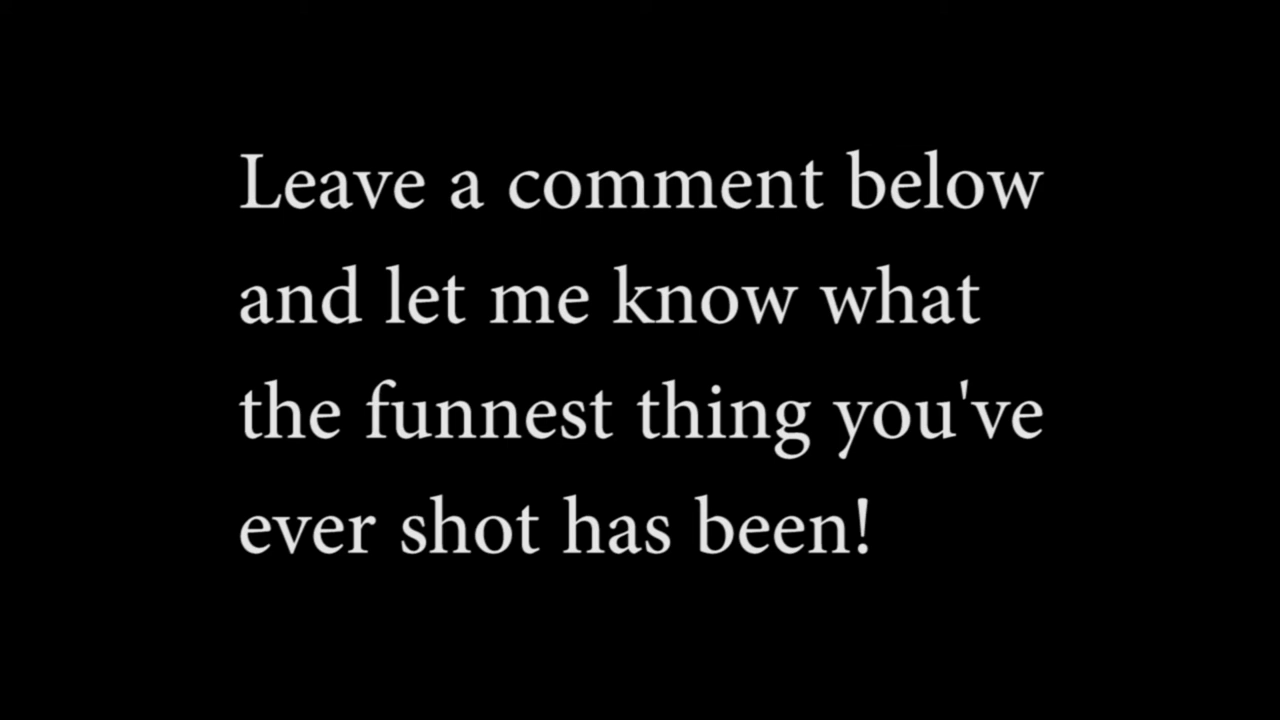 Leave a comment below
and let me know what
the funnest thing you've
ever shot has been!